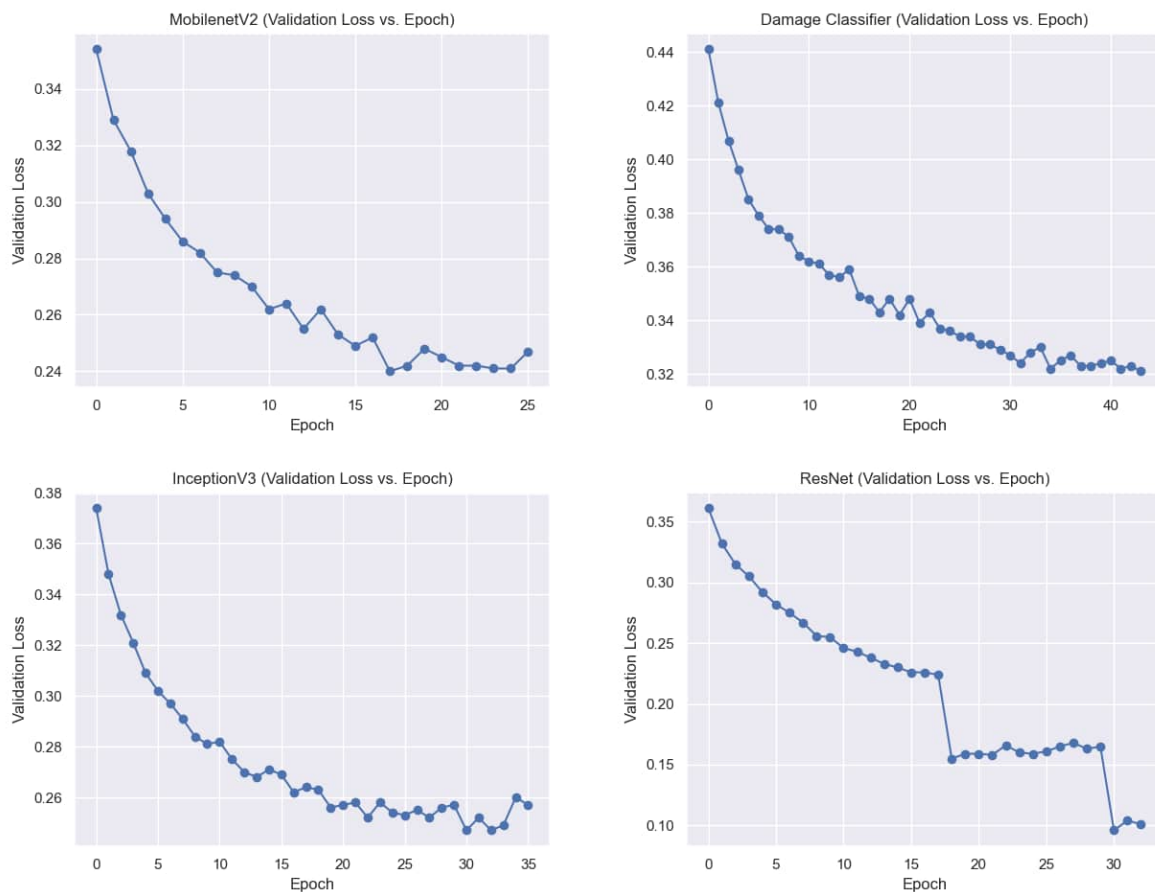 MobilenetV2 (Validation Loss vs. Epoch)
Validation Loss
0.34
0.32
0.30
0.28
0.26
0.24
0 5 10 15 20 25
Epoch
Damage Classifier (Validation Loss vs. Epoch)
Validation Loss
0.44
0.42
0.40
0.38
0.36
0.34
0.32
0 10 20 30 40
Epoch
InceptionV3 (Validation Loss vs. Epoch)
Validation Loss
0.38
0.36
0.34
0.32
0.30
0.28
0.26
0 5 10 15 20 25 30 35
Epoch
ResNet (Validation Loss vs. Epoch)
Validation Loss
0.35
0.30
0.25
0.20
0.15
0.10
0 5 10 15 20 25 30
Epoch